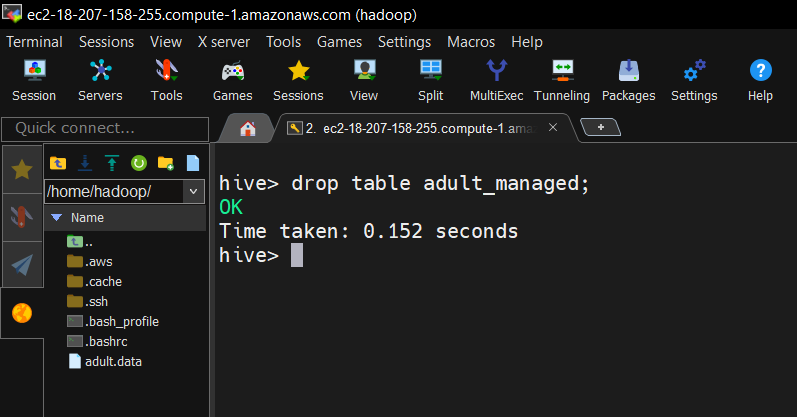 ec2-18-207-158-255.compute-1.amazonaws.com (hadoop)
Terminal Sessions View X server Tools Games Settings Macros Help
Session Servers Tools Games Sessions View Split MultiExec Tunneling Packages Settings Help
Quick connect...
2. ec2-18-207-158-255.compute-1.ama
/home/hadoop/
Name
..
.aws
.cache
.ssh
.bash_profile
.bashrc
adult.data
hive> drop table adult_managed;
OK
Time taken: 0.152 seconds
hive>